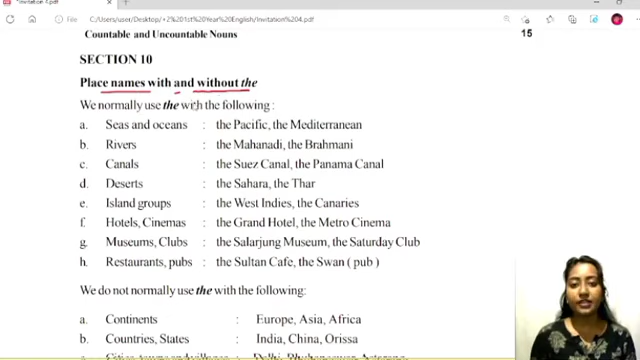 Invitation 4.pdf
File
C:/Users/user/Desktop/+2%201st%20Year%20English/Invitation%204.pdf
Countable and Uncountable Nouns 15
SECTION 10
Place names with and without the
We normally use the with the following :
a. Seas and oceans : the Pacific, the Mediterranean
b. Rivers : the Mahanadi, the Brahmani
c. Canals : the Suez Canal, the Panama Canal
d. Deserts : the Sahara, the Thar
e. Island groups : the West Indies, the Canaries
f. Hotels, Cinemas : the Grand Hotel, the Metro Cinema
g. Museums, Clubs : the Salarjung Museum, the Saturday Club
h. Restaurants, pubs : the Sultan Cafe, the Swan ( pub )
We do not normally use the with the following:
a. Continents : Europe, Asia, Africa
b. Countries, States : India, China, Orissa